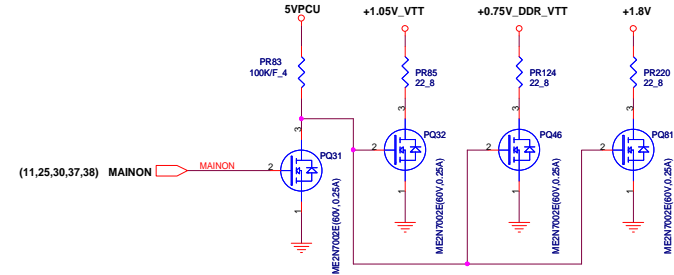 5VPCU
+1.05V_VTT
+0.75V_DDR_VTT
+1.8V
PR83
100K/F_4
PR85
22_8
PR124
22_8
PR220
22_8
3
3
3
3
PQ31
PQ32
PQ46
PQ81
2
2
2
2
(11,25,30,37,38) MAINON
MAINON
1
1
1
1
ME2N7002E(60V,0.25A)
ME2N7002E(60V,0.25A)
ME2N7002E(60V,0.25A)
ME2N7002E(60V,0.25A)